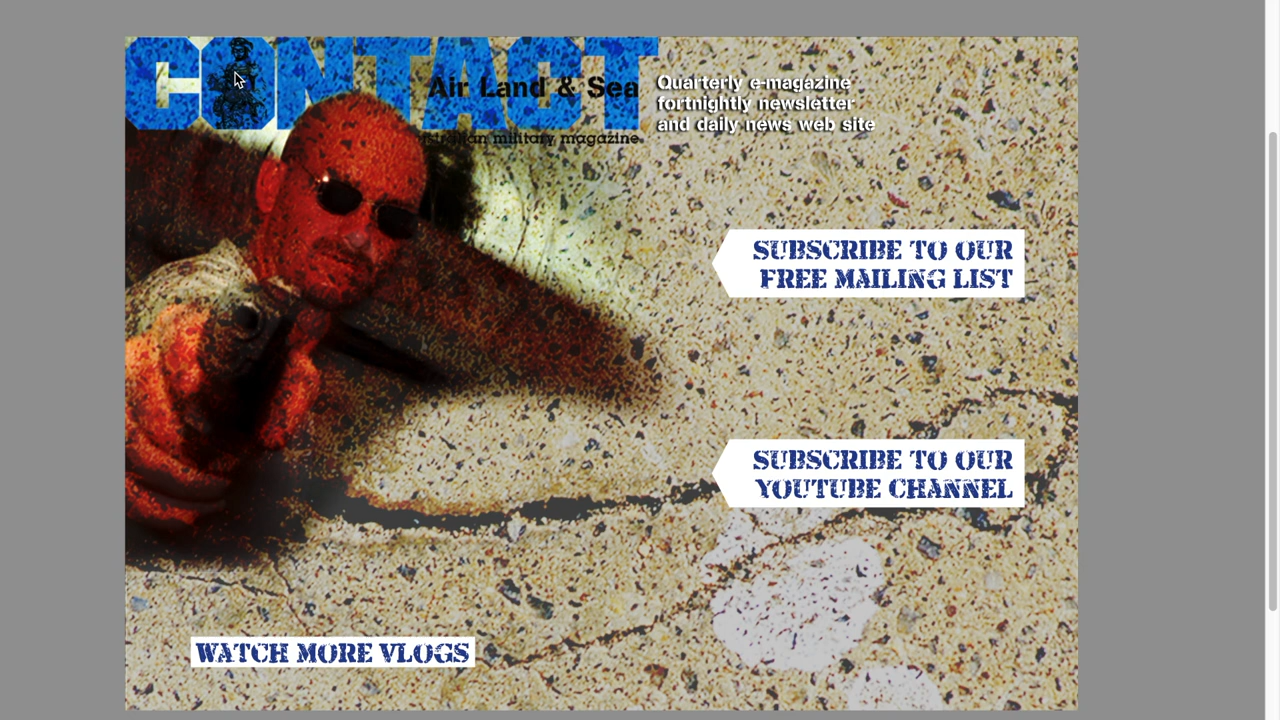 CONTACT
Air Land & Sea
military magazine
Quarterly e-magazine
fortnightly newsletter
and daily news web site
SUBSCRIBE TO OUR
FREE MAILING LIST
SUBSCRIBE TO OUR
YOUTUBE CHANNEL
WATCH MORE VLOGS